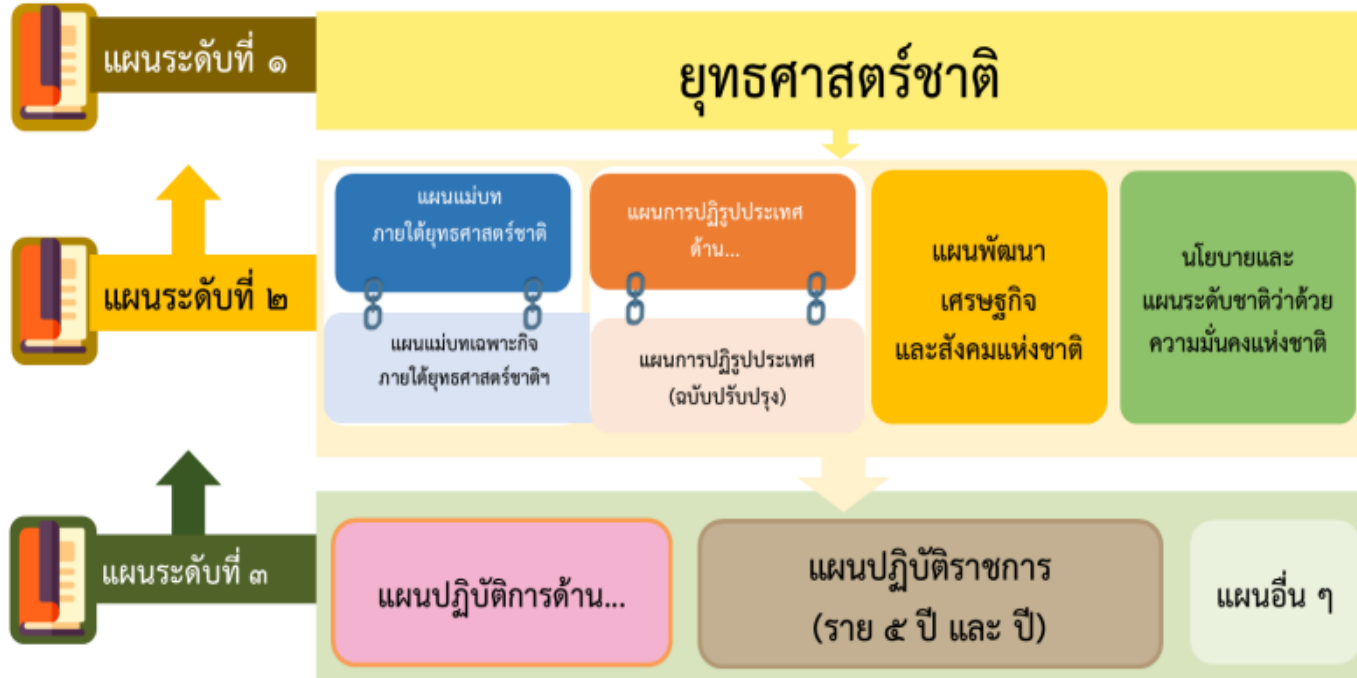 แผนระดับที่ ๑
ยุทธศาสตร์ชาติ
แผนระดับที่ ๒
แผนแม่บท
ภายใต้ยุทธศาสตร์ชาติ
แผนแม่บทเฉพาะกิจ
ภายใต้ยุทธศาสตร์ชาติฯ
แผนการปฏิรูปประเทศ
ด้าน...
แผนการปฏิรูปประเทศ
(ฉบับปรับปรุง)
แผนพัฒนา
เศรษฐกิจ
และสังคมแห่งชาติ
นโยบายและ
แผนระดับชาติว่าด้วย
ความมั่นคงแห่งชาติ
แผนระดับที่ ๓
แผนปฏิบัติการด้าน...
แผนปฏิบัติราชการ
(ราย ๕ ปี และ ปี)
แผนอื่น ๆ